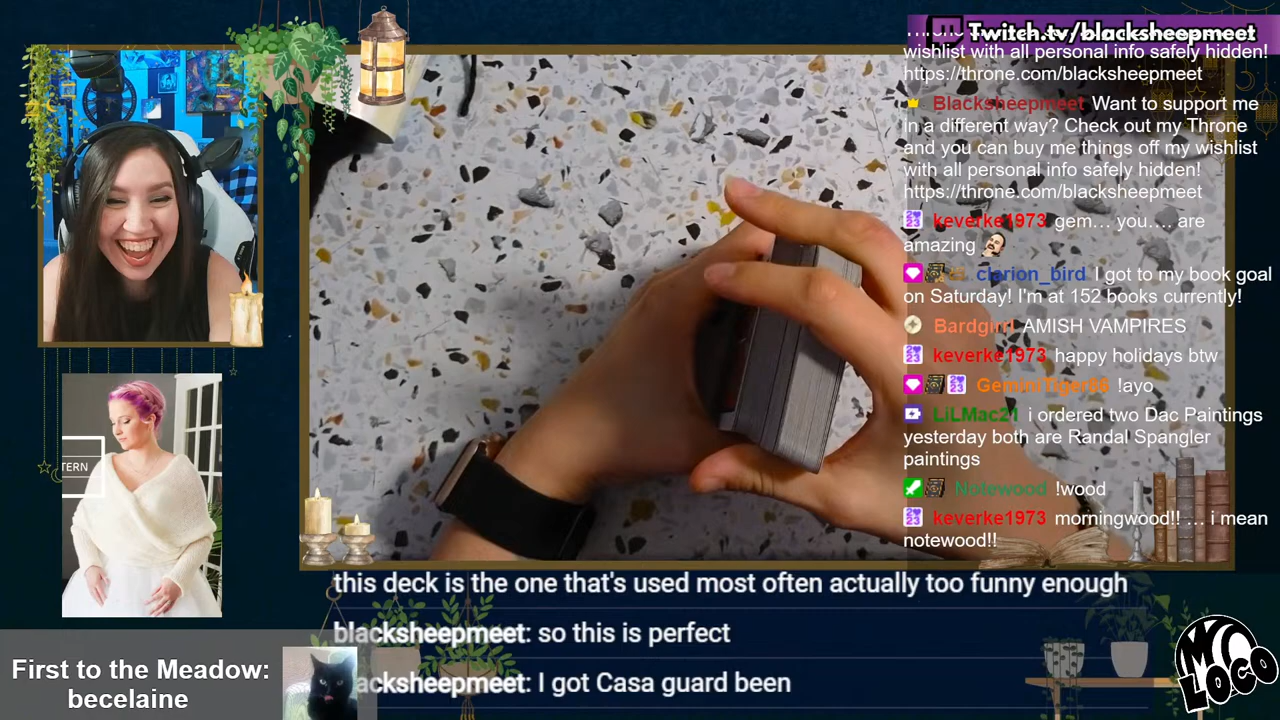 Twitch.tv/blacksheepmeet
wishlist with all personal info safely hidden!
https://throne.com/blacksheepmeet
Blacksheepmeet Want to support me
in a different way? Check out my Throne
and you can buy me things off my wishlist
with all personal info safely hidden!
https://throne.com/blacksheepmeet
keverke1973 gem... you.... are
amazing
clarion_bird I got to my book goal
on Saturday! I'm at 152 books currently!
Bardgirrl AMISH VAMPIRES
keverke1973 happy holidays btw
GeminiTiger86 !ayo
LiLMac21 i ordered two Dac Paintings
yesterday both are Randal Spangler
paintings
Notewood !wood
keverke1973 morningwood!! ... i mean
notewood!!
TERN
this deck is the one that's used most often actually too funny enough
blacksheepmeet: so this is perfect
acksheepmeet: I got Casa guard been
First to the Meadow:
becelaine
MC
LOCO